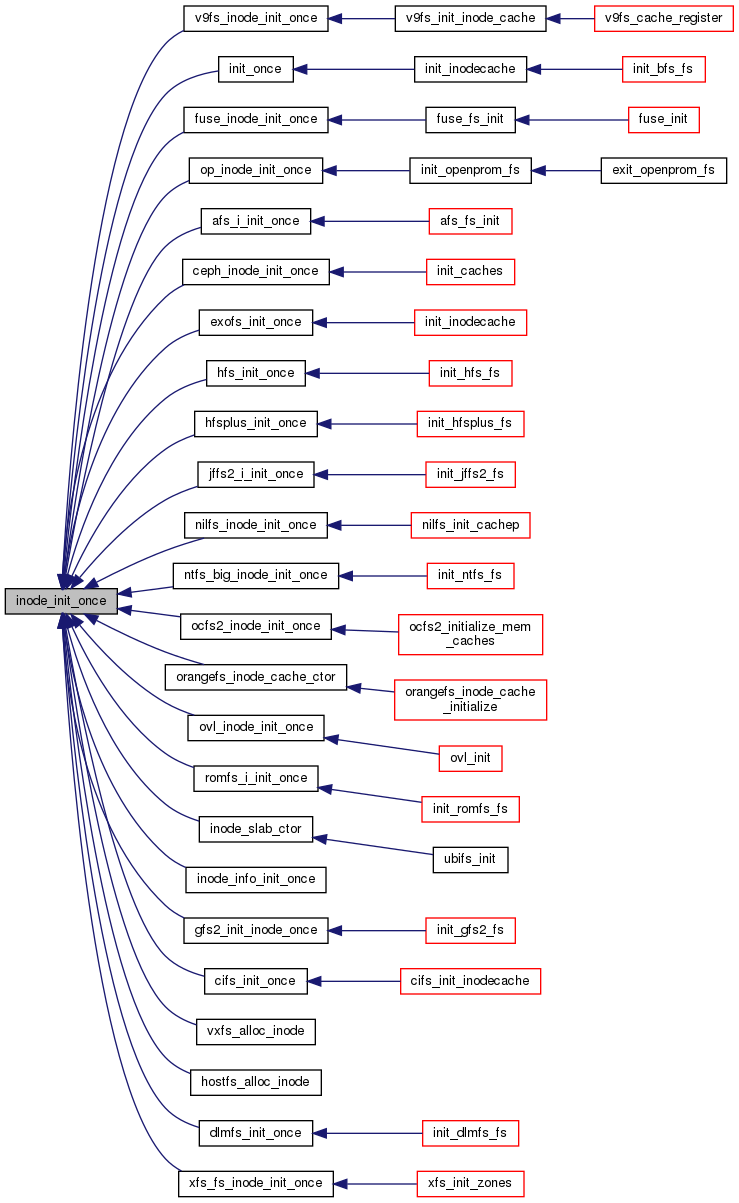 v9fs_inode_init_once
v9fs_init_inode_cache
v9fs_cache_register
init_once
init_inodecache
init_bfs_fs
fuse_inode_init_once
fuse_fs_init
fuse_init
op_inode_init_once
init_openprom_fs
exit_openprom_fs
afs_i_init_once
afs_fs_init
ceph_inode_init_once
init_caches
exofs_init_once
init_inodecache
hfs_init_once
init_hfs_fs
hfsplus_init_once
init_hfsplus_fs
jffs2_i_init_once
init_jffs2_fs
nilfs_inode_init_once
nilfs_init_cachep
ntfs_big_inode_init_once
init_ntfs_fs
inode_init_once
ocfs2_inode_init_once
ocfs2_initialize_mem
_caches
orangefs_inode_cache_ctor
orangefs_inode_cache
_initialize
ovl_inode_init_once
ovl_init
romfs_i_init_once
init_romfs_fs
inode_slab_ctor
ubifs_init
inode_info_init_once
gfs2_init_inode_once
init_gfs2_fs
cifs_init_once
cifs_init_inodecache
vxfs_alloc_inode
hostfs_alloc_inode
dlmfs_init_once
init_dlmfs_fs
xfs_fs_inode_init_once
xfs_init_zones